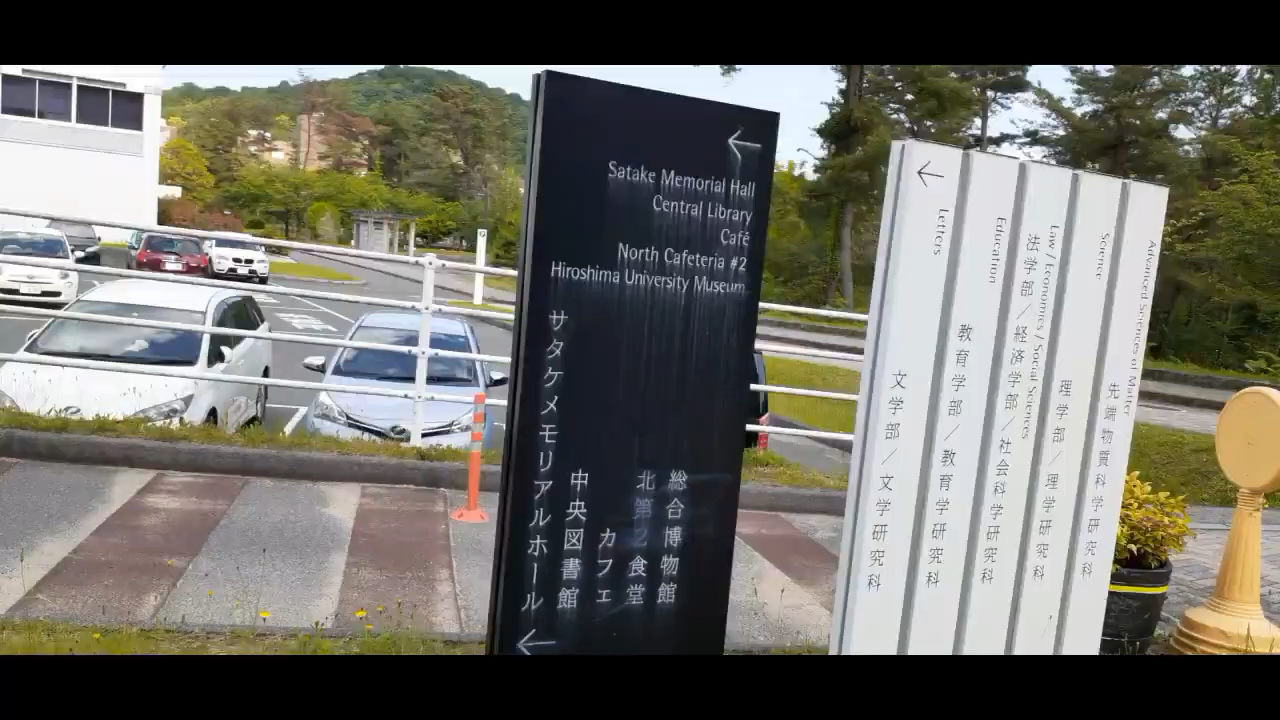 ←
Satake Memorial Hall
Central Library
Café
North Cafeteria #2
Hiroshima University Museum
サタケメモリアルホール
中央図書館
カフェ
北第2食堂
総合博物館
←
←
Letters
文学部／文学研究科
Education
教育学部／教育学研究科
Law / Economics / Social Sciences
法学部／経済学部／社会科学研究科
Science
理学部／理学研究科
Advanced Sciences of Matter
先端物質科学研究科